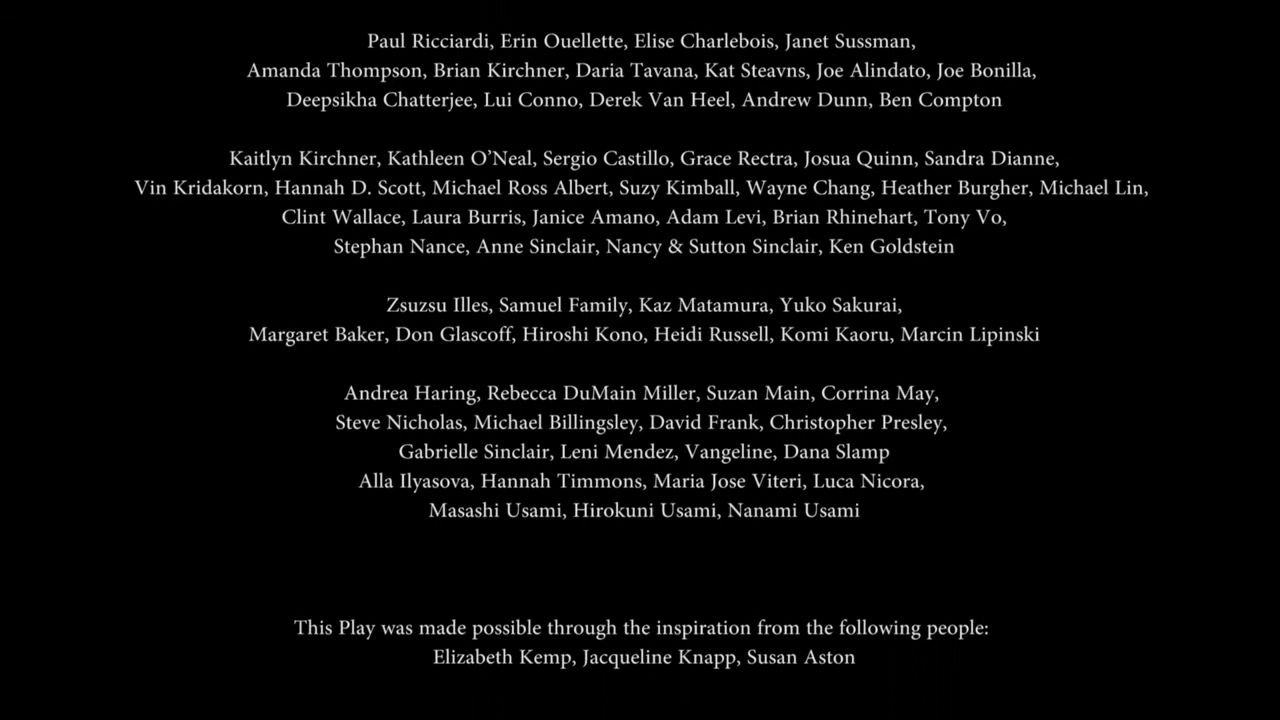 Paul Ricciardi, Erin Ouellette, Elise Charlebois, Janet Sussman,
Amanda Thompson, Brian Kirchner, Daria Tavana, Kat Steavns, Joe Alindato, Joe Bonilla,
Deepsikha Chatterjee, Lui Conno, Derek Van Heel, Andrew Dunn, Ben Compton
Kaitlyn Kirchner, Kathleen O’Neal, Sergio Castillo, Grace Rectra, Josua Quinn, Sandra Dianne,
Vin Kridakorn, Hannah D. Scott, Michael Ross Albert, Suzy Kimball, Wayne Chang, Heather Burgher, Michael Lin,
Clint Wallace, Laura Burris, Janice Amano, Adam Levi, Brian Rhinehart, Tony Vo,
Stephan Nance, Anne Sinclair, Nancy & Sutton Sinclair, Ken Goldstein
Zsuzsu Illes, Samuel Family, Kaz Matamura, Yuko Sakurai,
Margaret Baker, Don Glascoff, Hiroshi Kono, Heidi Russell, Komi Kaoru, Marcin Lipinski
Andrea Haring, Rebecca DuMain Miller, Suzan Main, Corrina May,
Steve Nicholas, Michael Billingsley, David Frank, Christopher Presley,
Gabrielle Sinclair, Leni Mendez, Vangeline, Dana Slamp
Alla Ilyasova, Hannah Timmons, Maria Jose Viteri, Luca Nicora,
Masashi Usami, Hirokuni Usami, Nanami Usami
This Play was made possible through the inspiration from the following people:
Elizabeth Kemp, Jacqueline Knapp, Susan Aston